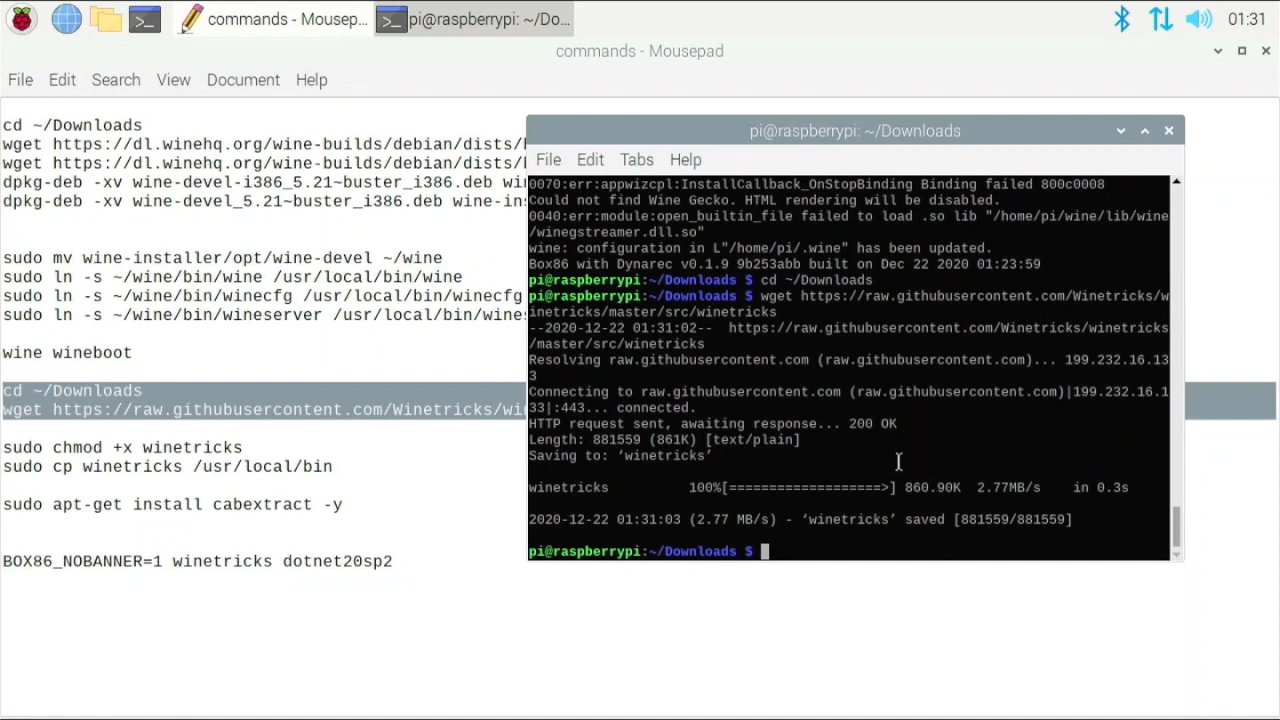 commands - Mousep...
pi@raspberrypi: ~/Do...
01:31
commands - Mousepad
File Edit Search View Document Help
cd ~/Downloads
wget https://dl.winehq.org/wine-builds/debian/dists/
wget https://dl.winehq.org/wine-builds/debian/dists/
dpkg-deb -xv wine-devel-i386_5.21~buster_i386.deb wi
dpkg-deb -xv wine-devel_5.21~buster_i386.deb wine-in
sudo mv wine-installer/opt/wine-devel ~/wine
sudo ln -s ~/wine/bin/wine /usr/local/bin/wine
sudo ln -s ~/wine/bin/winecfg /usr/local/bin/winecfg
sudo ln -s ~/wine/bin/wineserver /usr/local/bin/wines
wine wineboot
cd ~/Downloads
wget https://raw.githubusercontent.com/Winetricks/wi
sudo chmod +x winetricks
sudo cp winetricks /usr/local/bin
sudo apt-get install cabextract -y
BOX86_NOBANNER=1 winetricks dotnet20sp2
pi@raspberrypi: ~/Downloads
File Edit Tabs Help
0070:err:appwizcpl:InstallCallback_OnStopBinding Binding failed 800c0008
Could not find Wine Gecko. HTML rendering will be disabled.
0040:err:module:open_builtin_file failed to load .so lib "/home/pi/wine/lib/wine
/winegstreamer.dll.so"
wine: configuration in L"/home/pi/.wine" has been updated.
Box86 with Dynarec v0.1.9 9b253abb built on Dec 22 2020 01:23:59
pi@raspberrypi:~/Downloads $ cd ~/Downloads
pi@raspberrypi:~/Downloads $ wget https://raw.githubusercontent.com/Winetricks/w
inetricks/master/src/winetricks
--2020-12-22 01:31:02-- https://raw.githubusercontent.com/Winetricks/winetricks
/master/src/winetricks
Resolving raw.githubusercontent.com (raw.githubusercontent.com)... 199.232.16.13
3
Connecting to raw.githubusercontent.com (raw.githubusercontent.com)|199.232.16.1
33|:443... connected.
HTTP request sent, awaiting response... 200 OK
Length: 881559 (861K) [text/plain]
Saving to: ‘winetricks’
winetricks 100%[===================>] 860.90K 2.77MB/s in 0.3s
2020-12-22 01:31:03 (2.77 MB/s) - ‘winetricks’ saved [881559/881559]
pi@raspberrypi:~/Downloads $